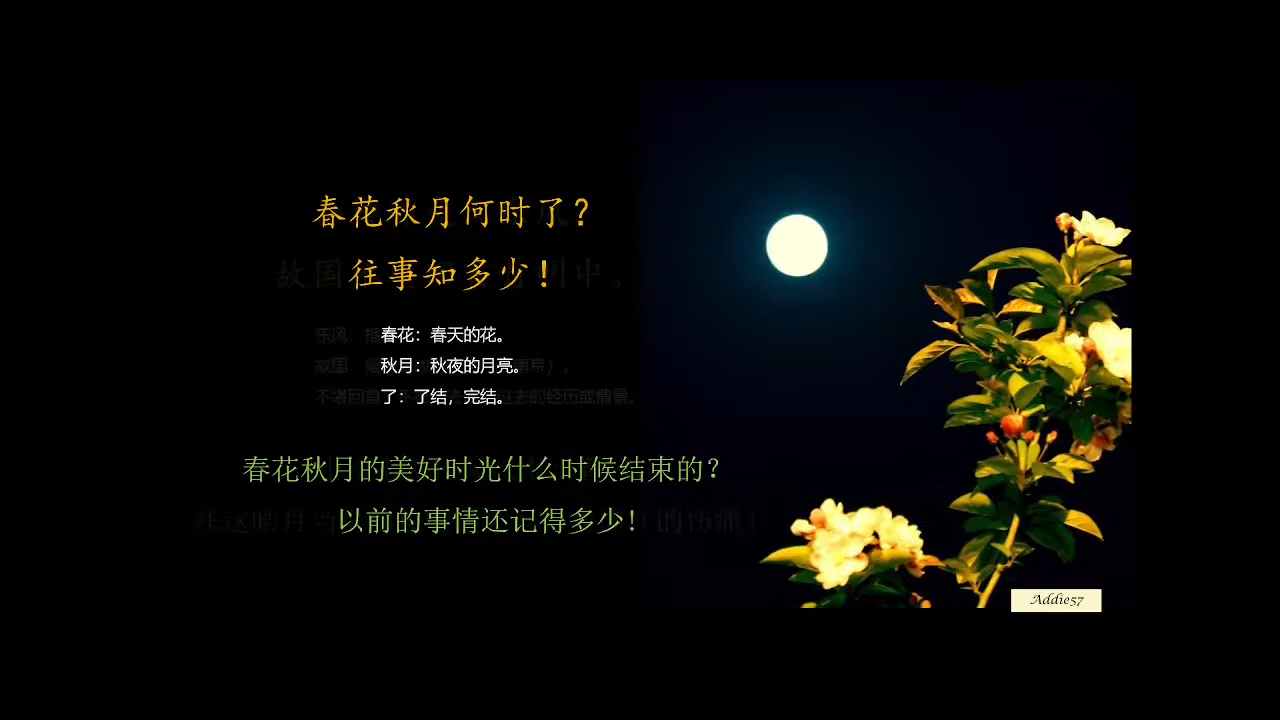 春花秋月何时了？
往事知多少！
春花：春天的花。
秋月：秋夜的月亮。
了：了结，完结。
春花秋月的美好时光什么时候结束的？
以前的事情还记得多少！
Addie57